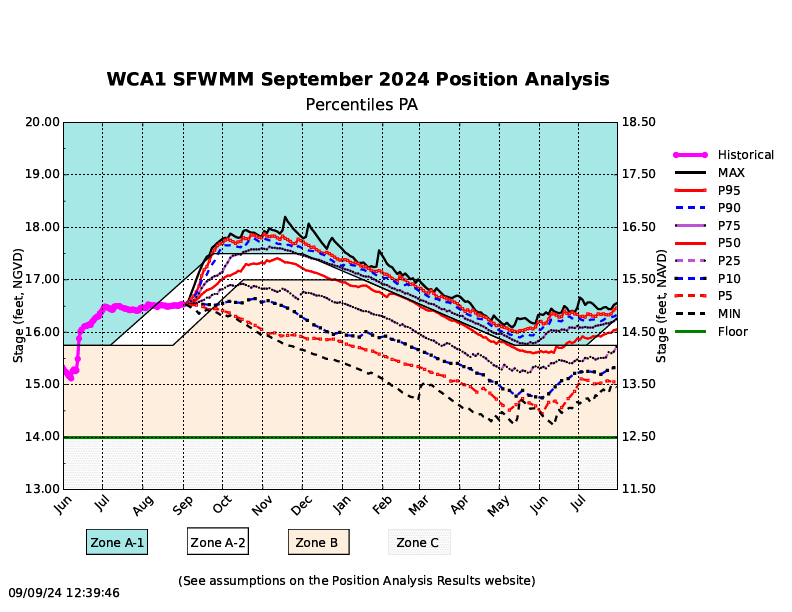 WCA1 SFWMM September 2024 Position Analysis
Percentiles PA
20.00
19.00
18.00
17.00
16.00
15.00
14.00
13.00
Stage (feet, NGVD)
18.50
17.50
16.50
15.50
14.50
13.50
12.50
11.50
Stage (feet, NAVD)
Jun Jul Aug Sep Oct Nov Dec Jan Feb Mar Apr May Jun Jul
Historical
MAX
P95
P90
P75
P50
P25
P10
P5
MIN
Floor
Zone A-1 Zone A-2 Zone B Zone C
(See assumptions on the Position Analysis Results website)
09/09/24 12:39:46